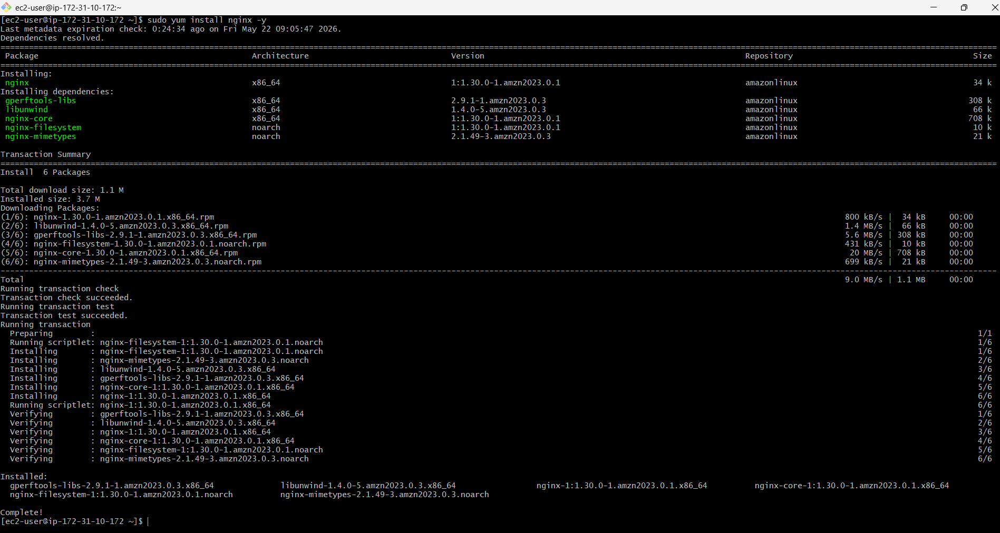 ec2-user@ip-172-31-10-172:~
[ec2-user@ip-172-31-10-172 ~]$ sudo yum install nginx -y
Last metadata expiration check: 0:24:34 ago on Fri May 22 09:05:47 2026.
Dependencies resolved.
================================================================================
Package Architecture Version Repository Size
================================================================================
Installing:
nginx x86_64 1:1.30.0-1.amzn2023.0.1 amazonlinux 34 k
Installing dependencies:
gperftools-libs x86_64 2.9.1-1.amzn2023.0.3 amazonlinux 308 k
libunwind x86_64 1.4.0-5.amzn2023.0.3 amazonlinux 66 k
nginx-core x86_64 1:1.30.0-1.amzn2023.0.1 amazonlinux 708 k
nginx-filesystem noarch 1:1.30.0-1.amzn2023.0.1 amazonlinux 10 k
nginx-mimetypes noarch 2.1.49-3.amzn2023.0.3 amazonlinux 21 k
Transaction Summary
================================================================================
Install 6 Packages
Total download size: 1.1 M
Installed size: 3.7 M
Downloading Packages:
(1/6): nginx-1.30.0-1.amzn2023.0.1.x86_64.rpm 800 kB/s | 34 kB 00:00
(2/6): libunwind-1.4.0-5.amzn2023.0.3.x86_64.rpm 1.4 MB/s | 66 kB 00:00
(3/6): gperftools-libs-2.9.1-1.amzn2023.0.3.x86_64.rpm 5.6 MB/s | 308 kB 00:00
(4/6): nginx-filesystem-1.30.0-1.amzn2023.0.1.noarch.rpm 431 kB/s | 10 kB 00:00
(5/6): nginx-core-1.30.0-1.amzn2023.0.1.x86_64.rpm 20 MB/s | 708 kB 00:00
(6/6): nginx-mimetypes-2.1.49-3.amzn2023.0.3.noarch.rpm 699 kB/s | 21 kB 00:00
--------------------------------------------------------------------------------
Total 9.0 MB/s | 1.1 MB 00:00
Running transaction check
Transaction check succeeded.
Running transaction test
Transaction test succeeded.
Running transaction
Preparing : 1/1
Running scriptlet: nginx-filesystem-1:1.30.0-1.amzn2023.0.1.noarch 1/6
Installing : nginx-filesystem-1:1.30.0-1.amzn2023.0.1.noarch 1/6
Installing : nginx-mimetypes-2.1.49-3.amzn2023.0.3.noarch 2/6
Installing : libunwind-1.4.0-5.amzn2023.0.3.x86_64 3/6
Installing : gperftools-libs-2.9.1-1.amzn2023.0.3.x86_64 4/6
Installing : nginx-core-1:1.30.0-1.amzn2023.0.1.x86_64 5/6
Installing : nginx-1:1.30.0-1.amzn2023.0.1.x86_64 6/6
Running scriptlet: nginx-1:1.30.0-1.amzn2023.0.1.x86_64 6/6
Verifying : gperftools-libs-2.9.1-1.amzn2023.0.3.x86_64 1/6
Verifying : libunwind-1.4.0-5.amzn2023.0.3.x86_64 2/6
Verifying : nginx-1:1.30.0-1.amzn2023.0.1.x86_64 3/6
Verifying : nginx-core-1:1.30.0-1.amzn2023.0.1.x86_64 4/6
Verifying : nginx-filesystem-1:1.30.0-1.amzn2023.0.1.noarch 5/6
Verifying : nginx-mimetypes-2.1.49-3.amzn2023.0.3.noarch 6/6
Installed:
gperftools-libs-2.9.1-1.amzn2023.0.3.x86_64 libunwind-1.4.0-5.amzn2023.0.3.x86_64 nginx-1:1.30.0-1.amzn2023.0.1.x86_64 nginx-core-1:1.30.0-1.amzn2023.0.1.x86_64
nginx-filesystem-1:1.30.0-1.amzn2023.0.1.noarch nginx-mimetypes-2.1.49-3.amzn2023.0.3.noarch
Complete!
[ec2-user@ip-172-31-10-172 ~]$